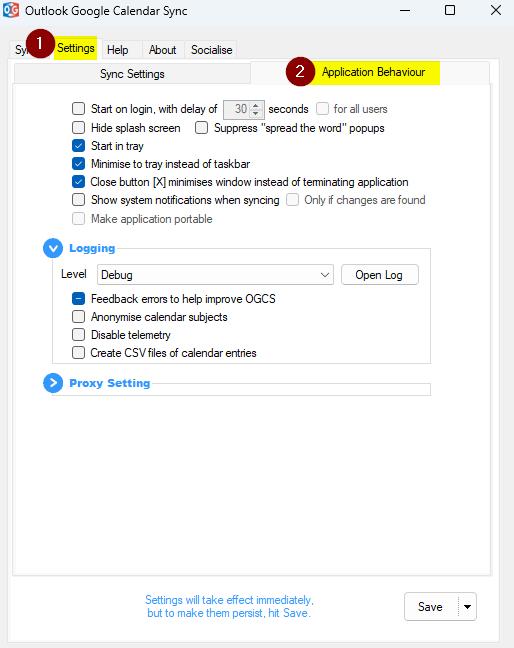 Outlook Google Calendar Sync
1
Sy
Settings
Help
About
Socialise
Sync Settings
2
Application Behaviour
Start on login, with delay of 30 seconds for all users
Hide splash screen Suppress "spread the word" popups
Start in tray
Minimise to tray instead of taskbar
Close button [X] minimises window instead of terminating application
Show system notifications when syncing Only if changes are found
Make application portable
Logging
Level Debug Open Log
Feedback errors to help improve OGCS
Anonymise calendar subjects
Disable telemetry
Create CSV files of calendar entries
Proxy Setting
Settings will take effect immediately,
but to make them persist, hit Save.
Save